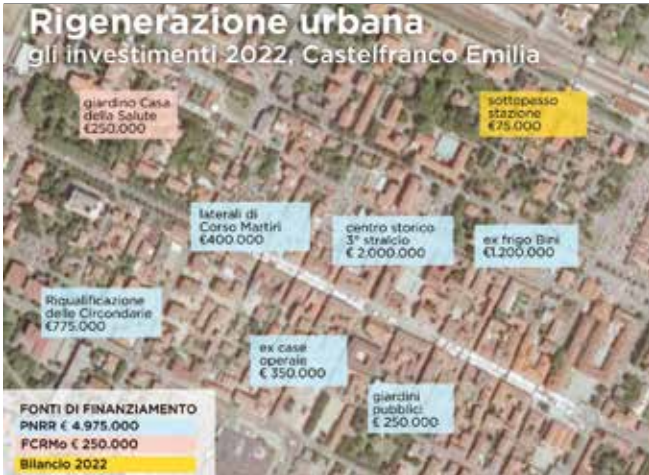 Rigenerazione urbana
gli investimenti 2022, Castelfranco Emilia
giardino Casa
della Salute
€250.000
sottopasso
stazione
€75.000
laterali di
Corso Martiri
€400.000
centro storico
3° stralcio
€ 2.000.000
ex frigo Bini
€1.200.000
Riqualificazione
delle Circondarie
€775.000
ex case
operaie
€ 350.000
giardini
pubblici
€ 250.000
FONTI DI FINANZIAMENTO
PNRR € 4.975.000
FCRMo € 250.000
Bilancio 2022